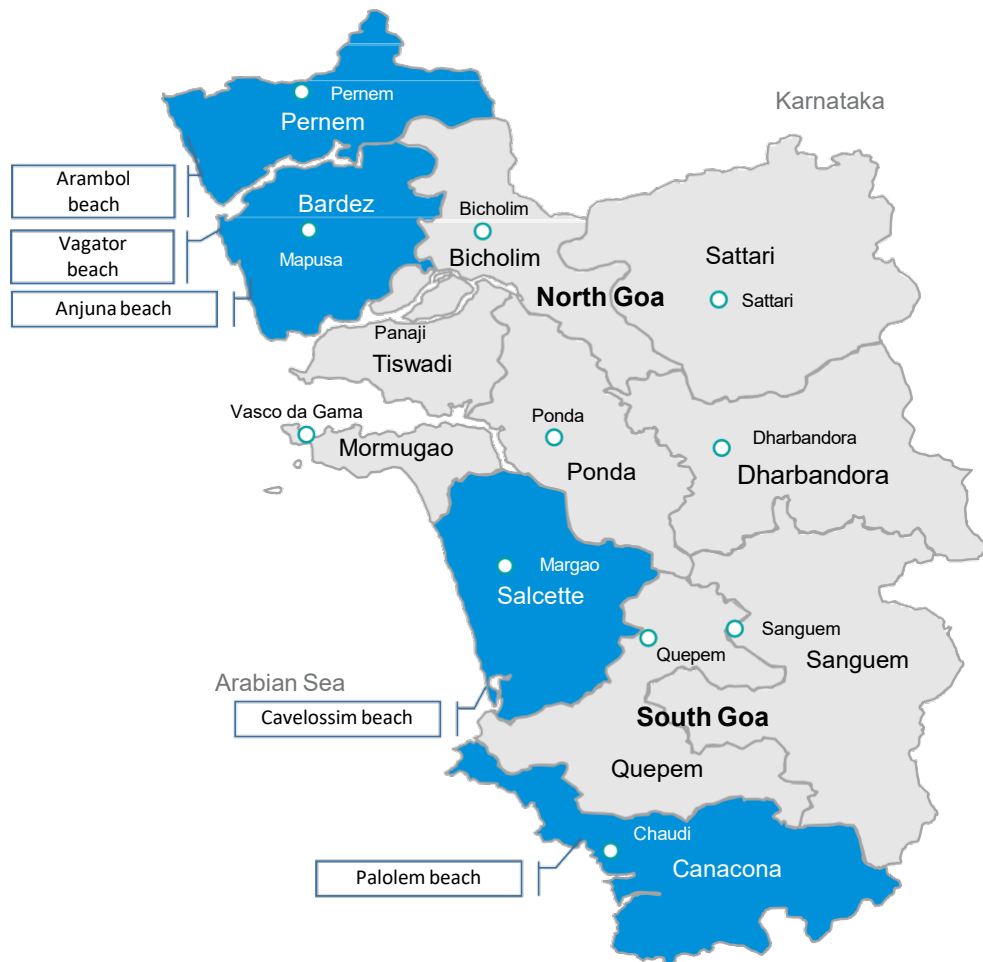 Karnataka
Pernem
Pernem
Arambol
beach
Bardez
Vagator
beach
Mapusa
Anjuna beach
Bicholim
Bicholim
Sattari
Sattari
North Goa
Panaji
Tiswadi
Vasco da Gama
Mormugao
Ponda
Ponda
Dharbandora
Dharbandora
Margao
Salcette
Sanguem
Sanguem
Quepem
Arabian Sea
Cavelossim beach
South Goa
Quepem
Chaudi
Canacona
Palolem beach